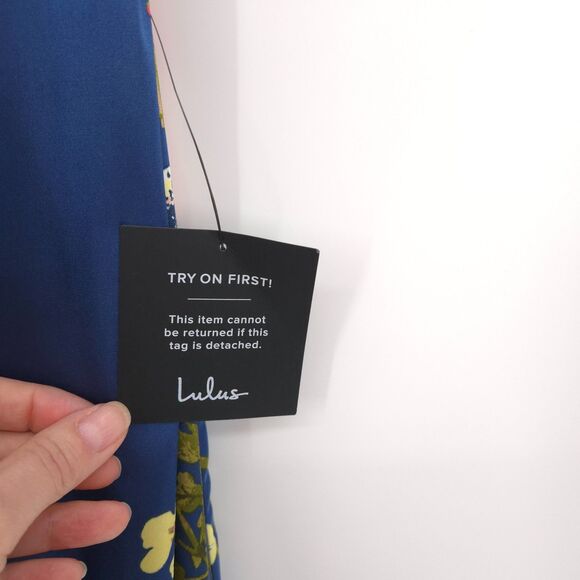 TRY ON FIRST!
This item cannot
be returned if this
tag is detached.
Lulus